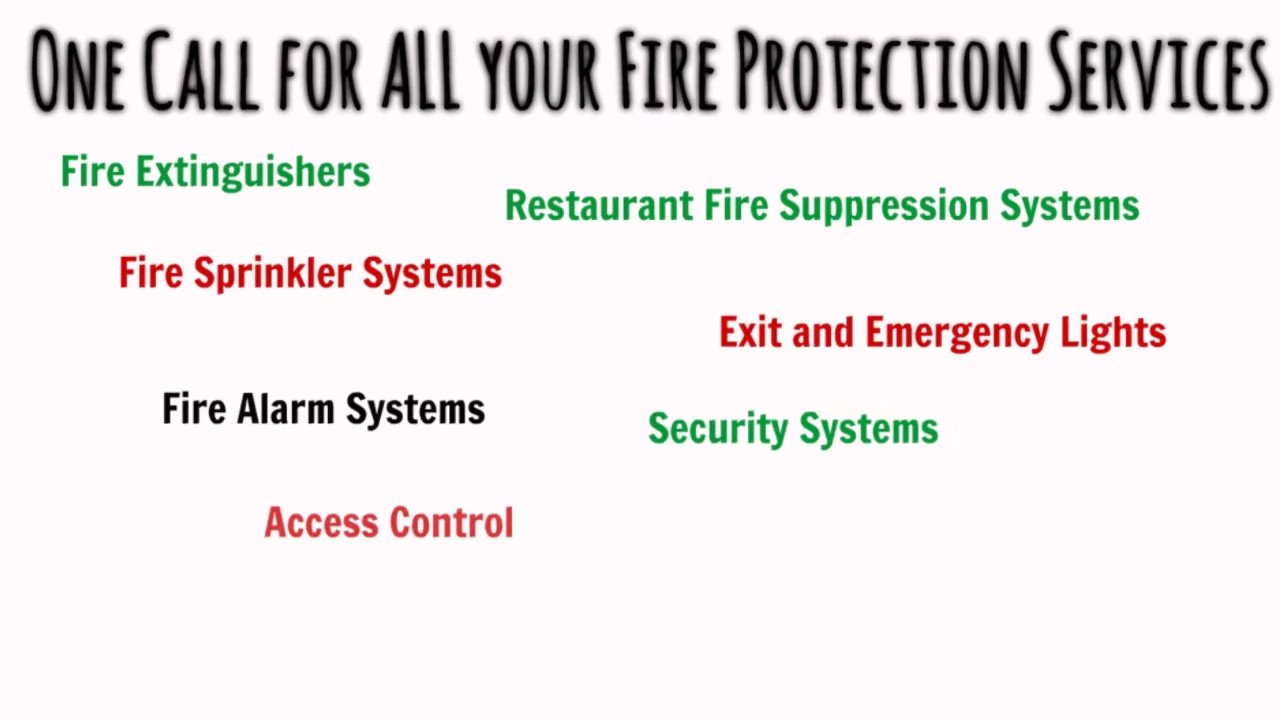 One Call for ALL your Fire Protection Services
Fire Extinguishers
Restaurant Fire Suppression Systems
Fire Sprinkler Systems
Exit and Emergency Lights
Fire Alarm Systems
Security Systems
Access Control